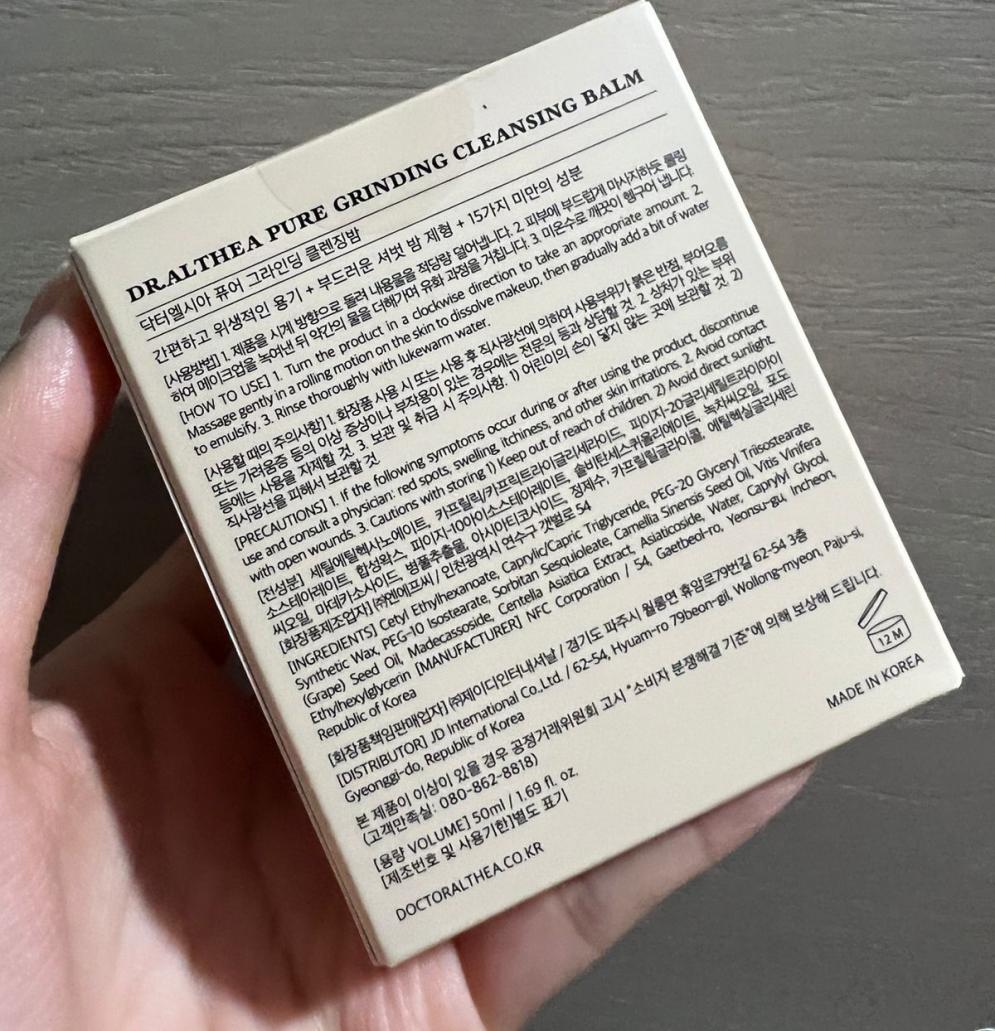 DR.ALTHEA PURE GRINDING CLEANSING BALM
닥터엘시아 퓨어 그라인딩 클렌징밤
간편하고 위생적인 용기 + 부드러운 샤벳 밤 제형 + 15가지 미만의 성분
[사용방법] 1. 제품을 시계 방향으로 돌려 내용물을 적당량 덜어냅니다. 2. 피부에 부드럽게 마사지하듯 롤링
하여 메이크업을 녹여낸 뒤 약간의 물을 더해가며 유화 과정을 거칩니다. 3. 미온수로 깨끗이 헹구어 냅니다.
[HOW TO USE] 1. Turn the product in a clockwise direction to take an appropriate amount. 2.
Massage gently in a rolling motion on the skin to dissolve makeup, then gradually add a bit of water
to emulsify. 3. Rinse thoroughly with lukewarm water.
[사용할 때의 주의사항] 1. 화장품 사용 시 또는 사용 후 직사광선에 의하여 사용부위가 붉은 반점, 부어오름
또는 가려움증 등의 이상 증상이나 부작용이 있는 경우에는 전문의 등과 상담할 것. 2. 상처가 있는 부위
등에는 사용을 자제할 것. 3. 보관 및 취급 시 주의사항. 1) 어린이의 손이 닿지 않는 곳에 보관할 것. 2)
직사광선을 피해서 보관할 것
[PRECAUTIONS] 1. If the following symptoms occur during or after using the product, discontinue
use and consult a physician: red spots, swelling, itchiness, and other skin irritations. 2. Avoid contact
with open wounds. 3. Cautions with storing 1) Keep out of reach of children. 2) Avoid direct sunlight.
[전성분] 세틸에틸헥사노에이트, 카프릴릭/카프릭트라이글리세라이드, 피이지-20글리세릴트라이아이
소스테아레이트, 합성왁스, 피이지-10아이소스테아레이트, 솔비탄세스퀴올리에이트, 녹차씨오일, 포도
씨오일, 마데카소사이드, 병풀추출물, 아시아티코사이드, 정제수, 카프릴릴글라이콜, 에틸헥실글리세린
[화장품제조업자] ㈜엔에프씨 / 인천광역시 연수구 갯벌로 54
[INGREDIENTS] Cetyl Ethylhexanoate, Caprylic/Capric Triglyceride, PEG-20 Glyceryl Triisostearate,
Synthetic Wax, PEG-10 Isostearate, Sorbitan Sesquioleate, Camellia Sinensis Seed Oil, Vitis Vinifera
(Grape) Seed Oil, Madecassoside, Centella Asiatica Extract, Asiaticoside, Water, Caprylyl Glycol,
Ethylhexylglycerin [MANUFACTURER] NFC Corporation / 54, Gaetbeol-ro, Yeonsu-gu, Incheon,
Republic of Korea
[화장품책임판매업자] ㈜제이디인터내셔날 / 경기도 파주시 월롱면 휴암로79번길 62-54 3층
[DISTRIBUTOR] JD International Co.,Ltd. / 62-54, Hyuam-ro 79beon-gil, Wollong-myeon, Paju-si,
Gyeonggi-do, Republic of Korea
본 제품이 이상이 있을 경우 공정거래위원회 고시 "소비자 분쟁해결 기준"에 의해 보상해 드립니다.
(고객만족실: 080-862-8818)
[용량 VOLUME] 50ml / 1.69 fl. oz.
[제조번호 및 사용기한]별도 표기
DOCTORALTHEA.CO.KR
12 M
MADE IN KOREA